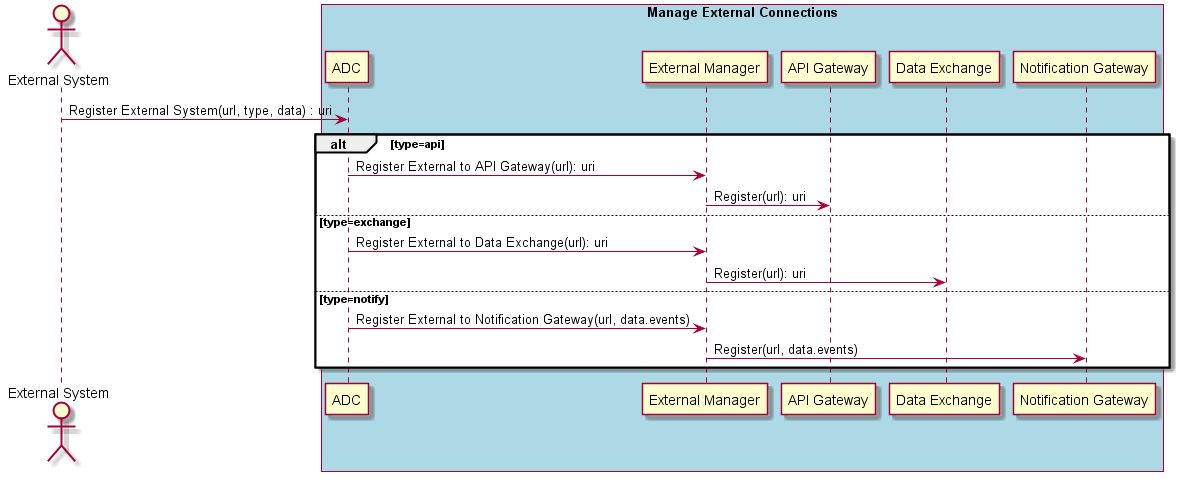 Manage External Connections
External System
ADC
External Manager
API Gateway
Data Exchange
Notification Gateway
Register External System(url, type, data) : uri
alt
[type=api]
Register External to API Gateway(url): uri
Register(url): uri
[type=exchange]
Register External to Data Exchange(url): uri
Register(url): uri
[type=notify]
Register External to Notification Gateway(url, data.events)
Register(url, data.events)
External System
ADC
External Manager
API Gateway
Data Exchange
Notification Gateway